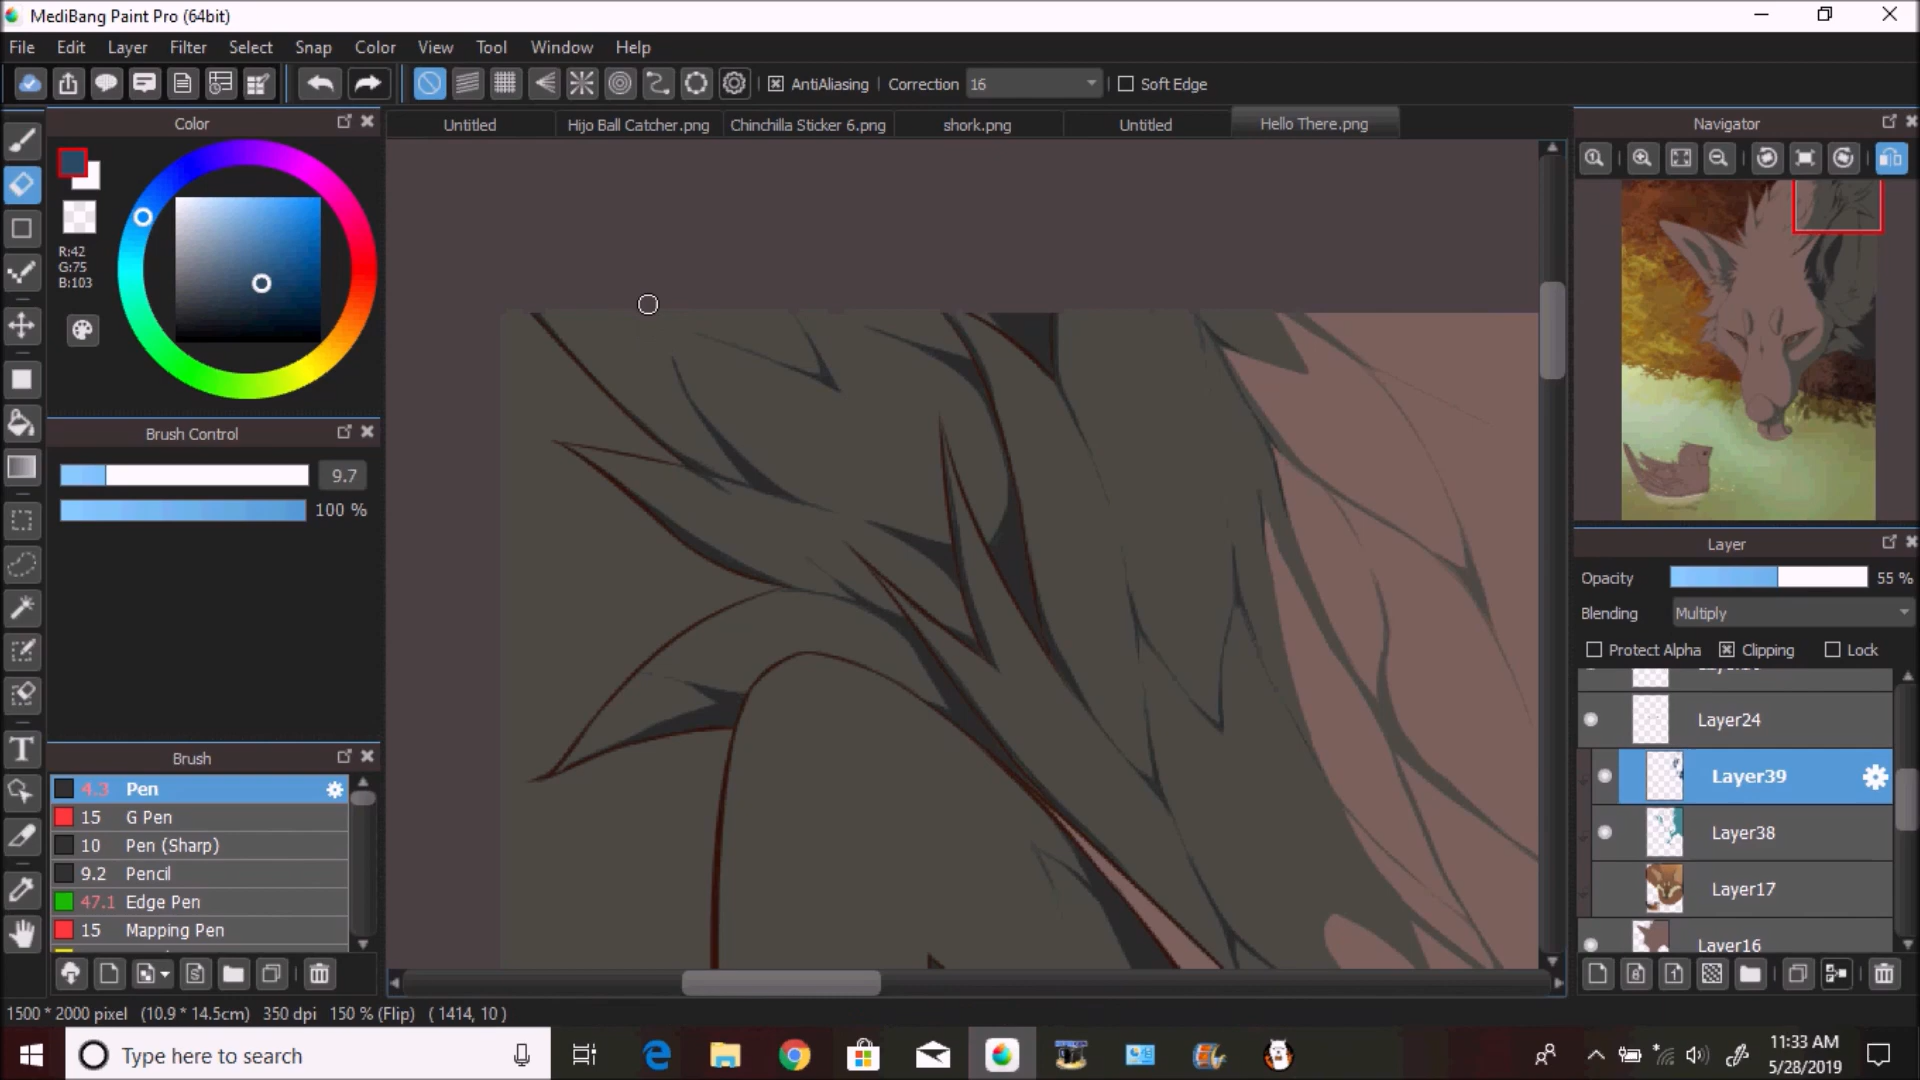 MediBang Paint Pro (64bit)
File Edit Layer Filter Select Snap Color View Tool Window Help
AntiAliasing Correction 16 Soft Edge
Color
Untitled Hijo Ball Catcher.png Chinchilla Sticker 6.png shork.png Untitled Hello There.png
Navigator
R:42
G:75
B:103
Brush Control
9.7
100 %
Brush
4.3 Pen
15 G Pen
10 Pen (Sharp)
9.2 Pencil
47.1 Edge Pen
15 Mapping Pen
Layer
Opacity 55 %
Blending Multiply
Protect Alpha Clipping Lock
Layer24
Layer39
Layer38
Layer17
Layer16
1500 * 2000 pixel (10.9 * 14.5cm) 350 dpi 150 % (Flip) ( 1414, 10 )
Type here to search
11:33 AM
5/28/2019